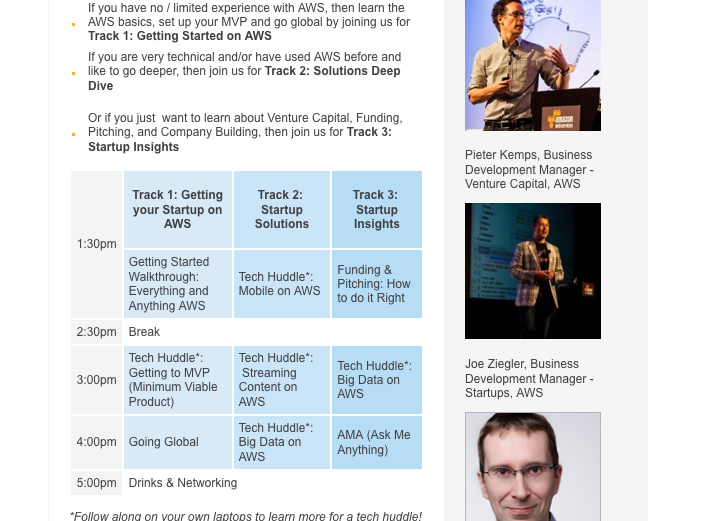 If you have no / limited experience with AWS, then learn the
AWS basics, set up your MVP and go global by joining us for
Track 1: Getting Started on AWS
If you are very technical and/or have used AWS before and
like to go deeper, then join us for Track 2: Solutions Deep
Dive
Or if you just  want to learn about Venture Capital, Funding,
Pitching, and Company Building, then join us for Track 3:
Startup Insights
1:30pm
Track 1: Getting
your Startup on
AWS
Track 2:
Startup
Solutions
Track 3:
Startup
Insights
Getting Started
Walkthrough:
Everything and
Anything AWS
Tech Huddle*:
Mobile on AWS
Funding &
Pitching: How
to do it Right
2:30pm
Break
3:00pm
Tech Huddle*:
Getting to MVP
(Minimum Viable
Product)
Tech Huddle*:
Streaming
Content on
AWS
Tech Huddle*:
Big Data on
AWS
4:00pm
Going Global
Tech Huddle*:
Big Data on
AWS
AMA (Ask Me
Anything)
5:00pm
Drinks & Networking
*Follow along on your own laptops to learn more for a tech huddle!
amazon
webservices
Pieter Kemps, Business
Development Manager -
Venture Capital, AWS
Joe Ziegler, Business
Development Manager -
Startups, AWS